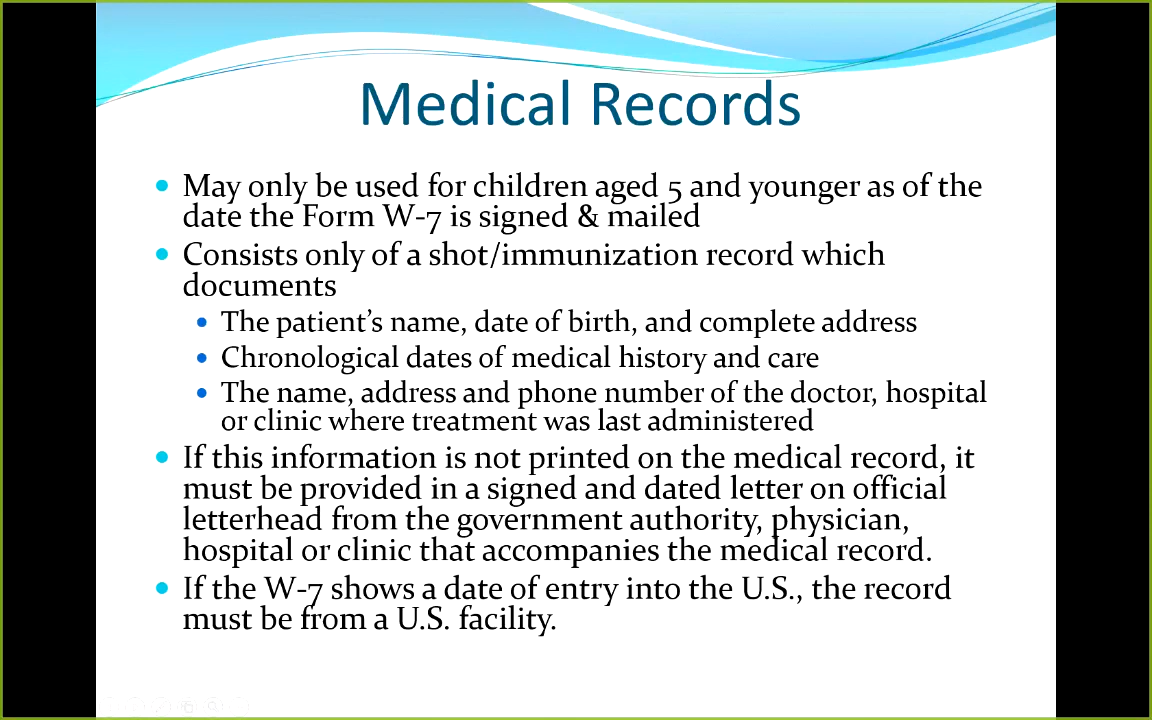 Medical Records
• May only be used for children aged 5 and younger as of the
date the Form W-7 is signed & mailed
• Consists only of a shot/immunization record which
documents
• The patient’s name, date of birth, and complete address
• Chronological dates of medical history and care
• The name, address and phone number of the doctor, hospital
or clinic where treatment was last administered
• If this information is not printed on the medical record, it
must be provided in a signed and dated letter on official
letterhead from the government authority, physician,
hospital or clinic that accompanies the medical record.
• If the W-7 shows a date of entry into the U.S., the record
must be from a U.S. facility.